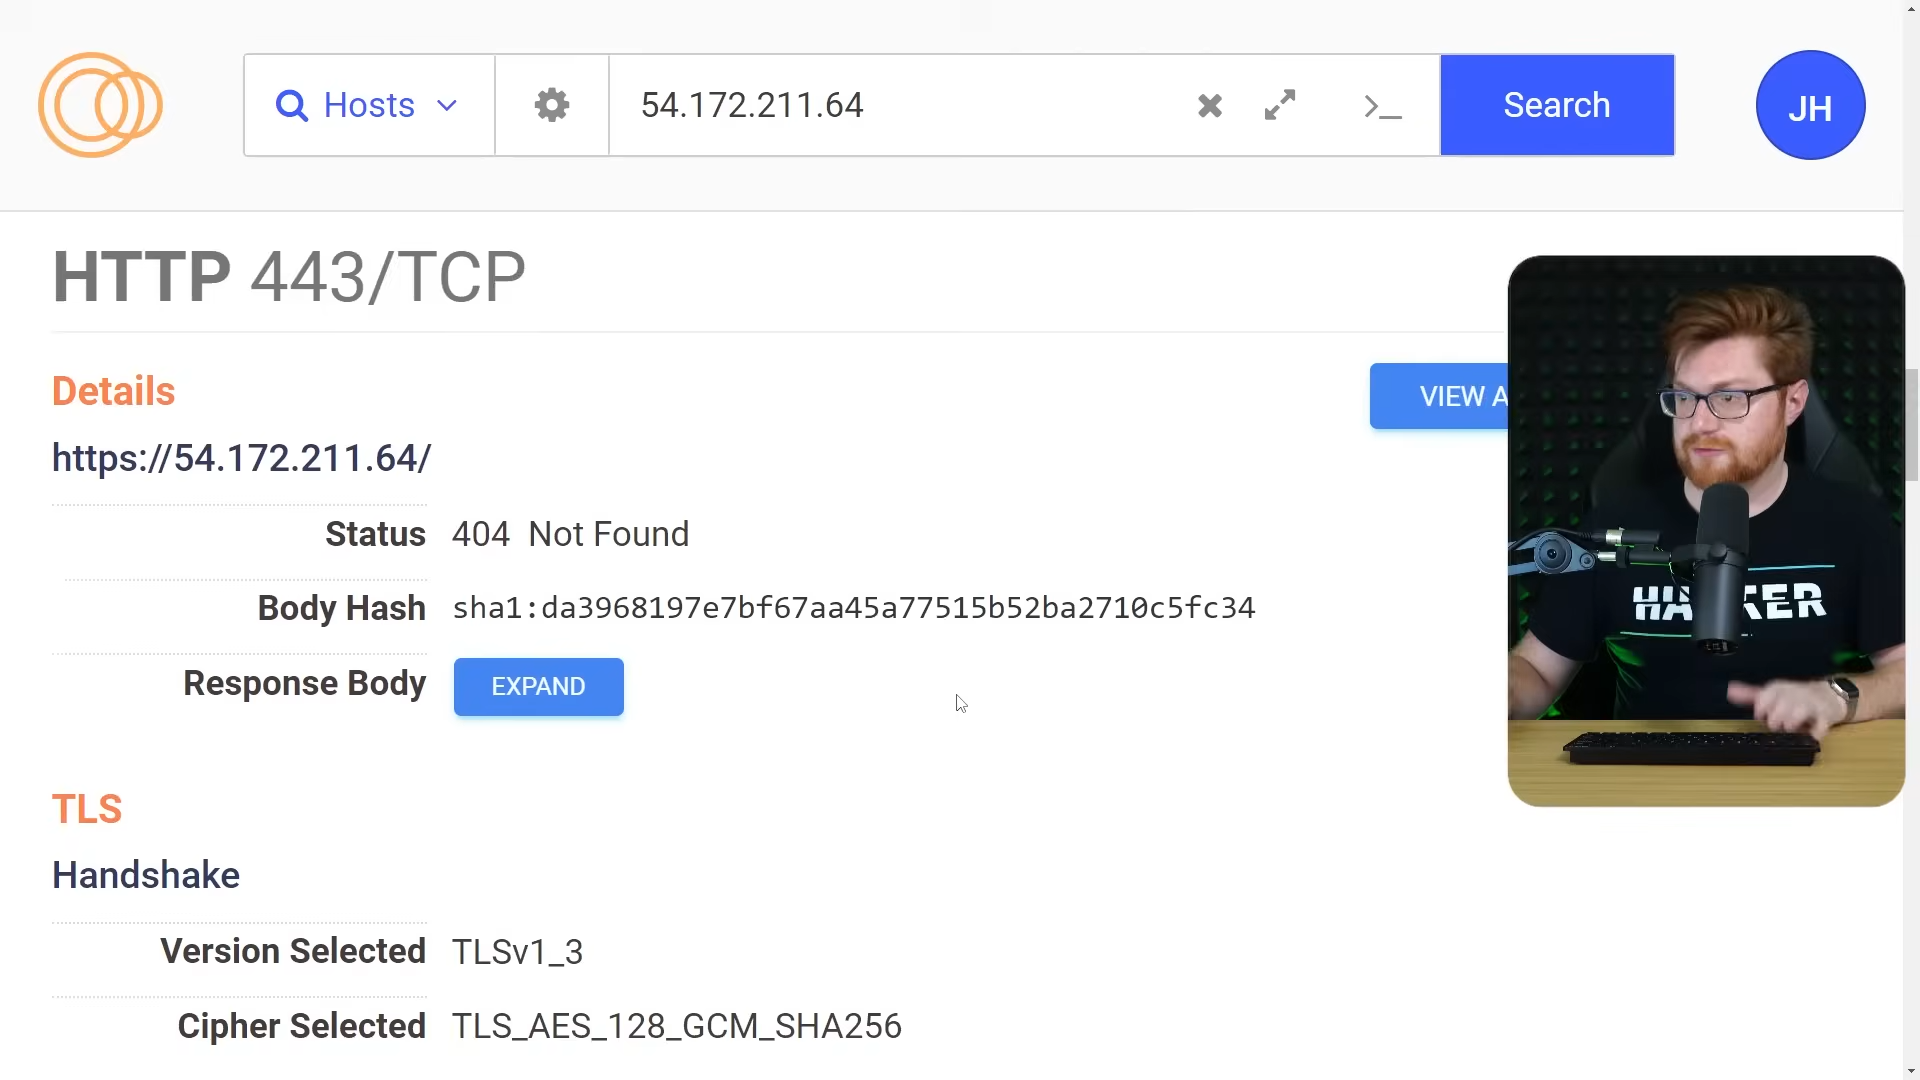 Hosts 54.172.211.64 >_ Search JH
HTTP 443/TCP
Details
VIEW A
https://54.172.211.64/
Status 404 Not Found
Body Hash sha1:da3968197e7bf67aa45a77515b52ba2710c5fc34
Response Body EXPAND
TLS
Handshake
Version Selected TLSv1_3
Cipher Selected TLS_AES_128_GCM_SHA256